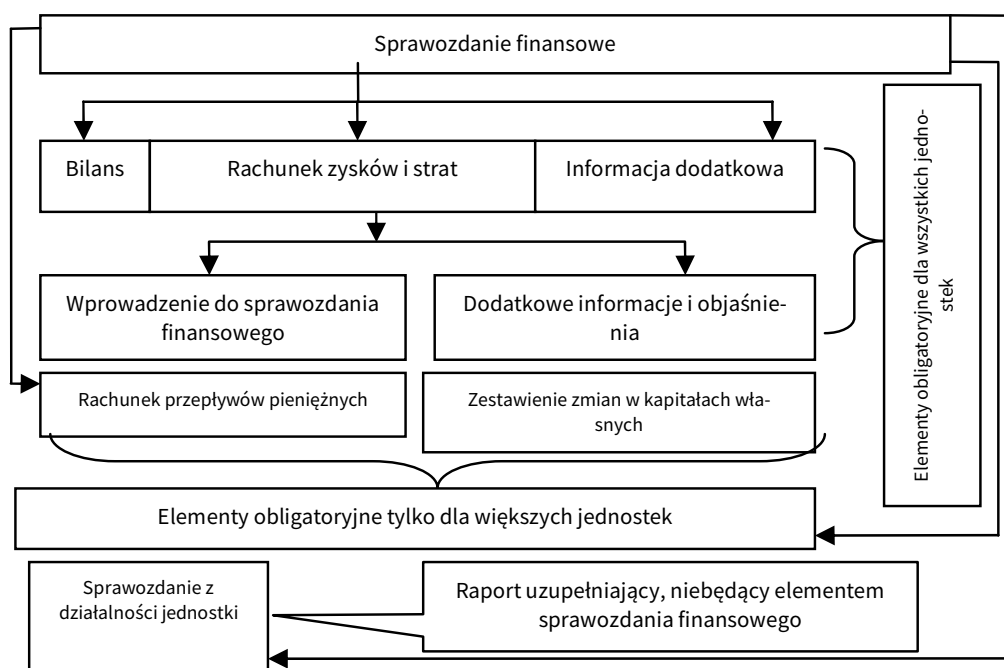 Sprawozdanie finansowe
Bilans
Rachunek zysków i strat
Informacja dodatkowa
Elementy obligatoryjne dla wszystkich jedno-
stek
Wprowadzenie do sprawozdania
finansowego
Dodatkowe informacje i objaśnie-
nia
Rachunek przepływów pieniężnych
Zestawienie zmian w kapitałach wła-
snych
Elementy obligatoryjne tylko dla większych jednostek
Sprawozdanie z
działalności jednostki
Raport uzupełniający, niebędący elementem
sprawozdania finansowego